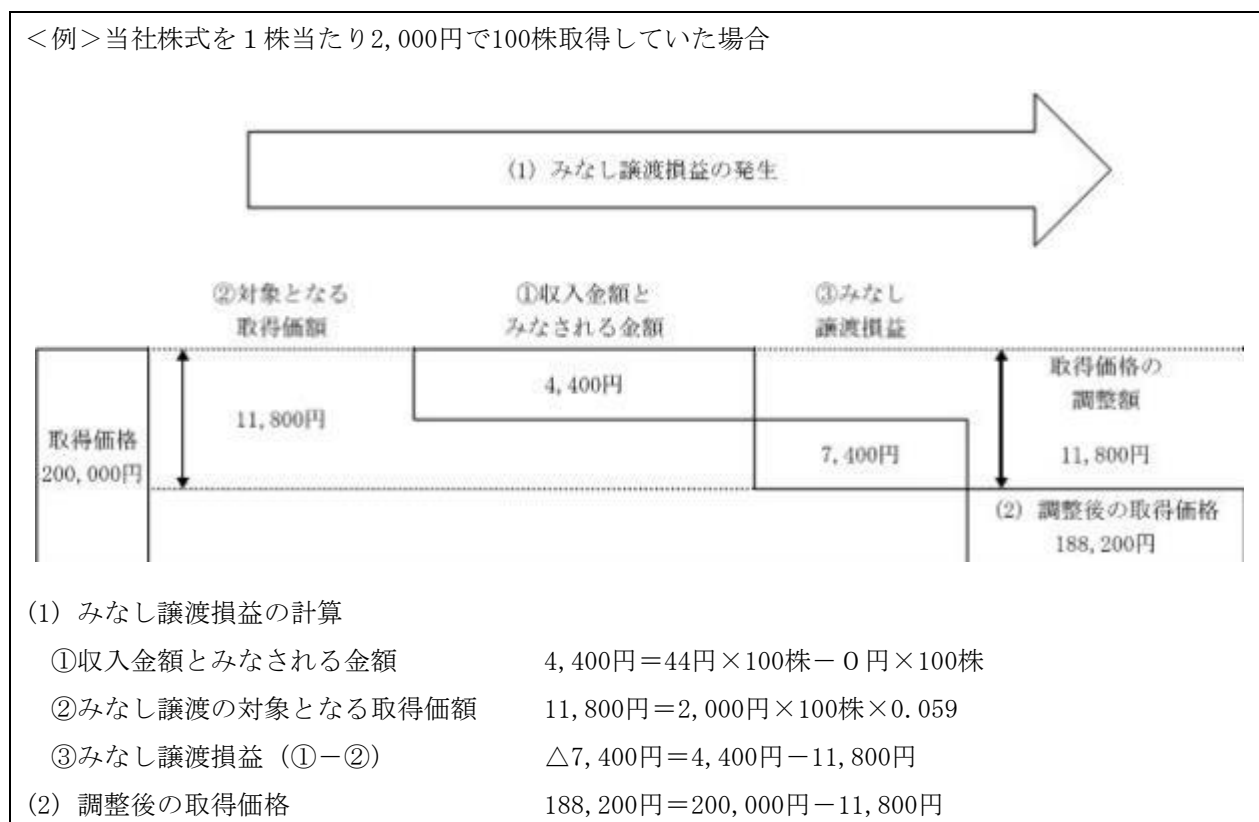 ＜例＞当社株式を１株当たり2,000円で100株取得していた場合
(1) みなし譲渡損益の発生
②対象となる
取得価額
①収入金額と
みなされる金額
③みなし
譲渡損益
取得価格
200,000円
11,800円
4,400円
7,400円
取得価格の
調整額
11,800円
(2) 調整後の取得価格
188,200円
(1) みなし譲渡損益の計算
①収入金額とみなされる金額　4,400円＝44円×100株－０円×100株
②みなし譲渡の対象となる取得価額　11,800円＝2,000円×100株×0.059
③みなし譲渡損益（①－②）　△7,400円＝4,400円－11,800円
(2) 調整後の取得価格　188,200円＝200,000円－11,800円